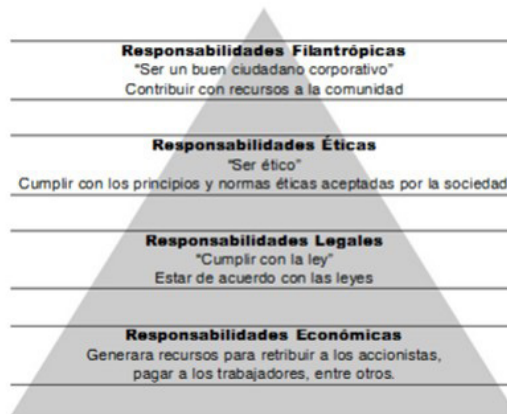 Responsabilidades Filantrópicas
"Ser un buen ciudadano corporativo"
Contribuir con recursos a la comunidad
Responsabilidades Éticas
"Ser ético"
Cumplir con los principios y normas éticas aceptadas por la sociedad
Responsabilidades Legales
"Cumplir con la ley"
Estar de acuerdo con las leyes
Responsabilidades Económicas
Generara recursos para retribuir a los accionistas,
pagar a los trabajadores, entre otros.